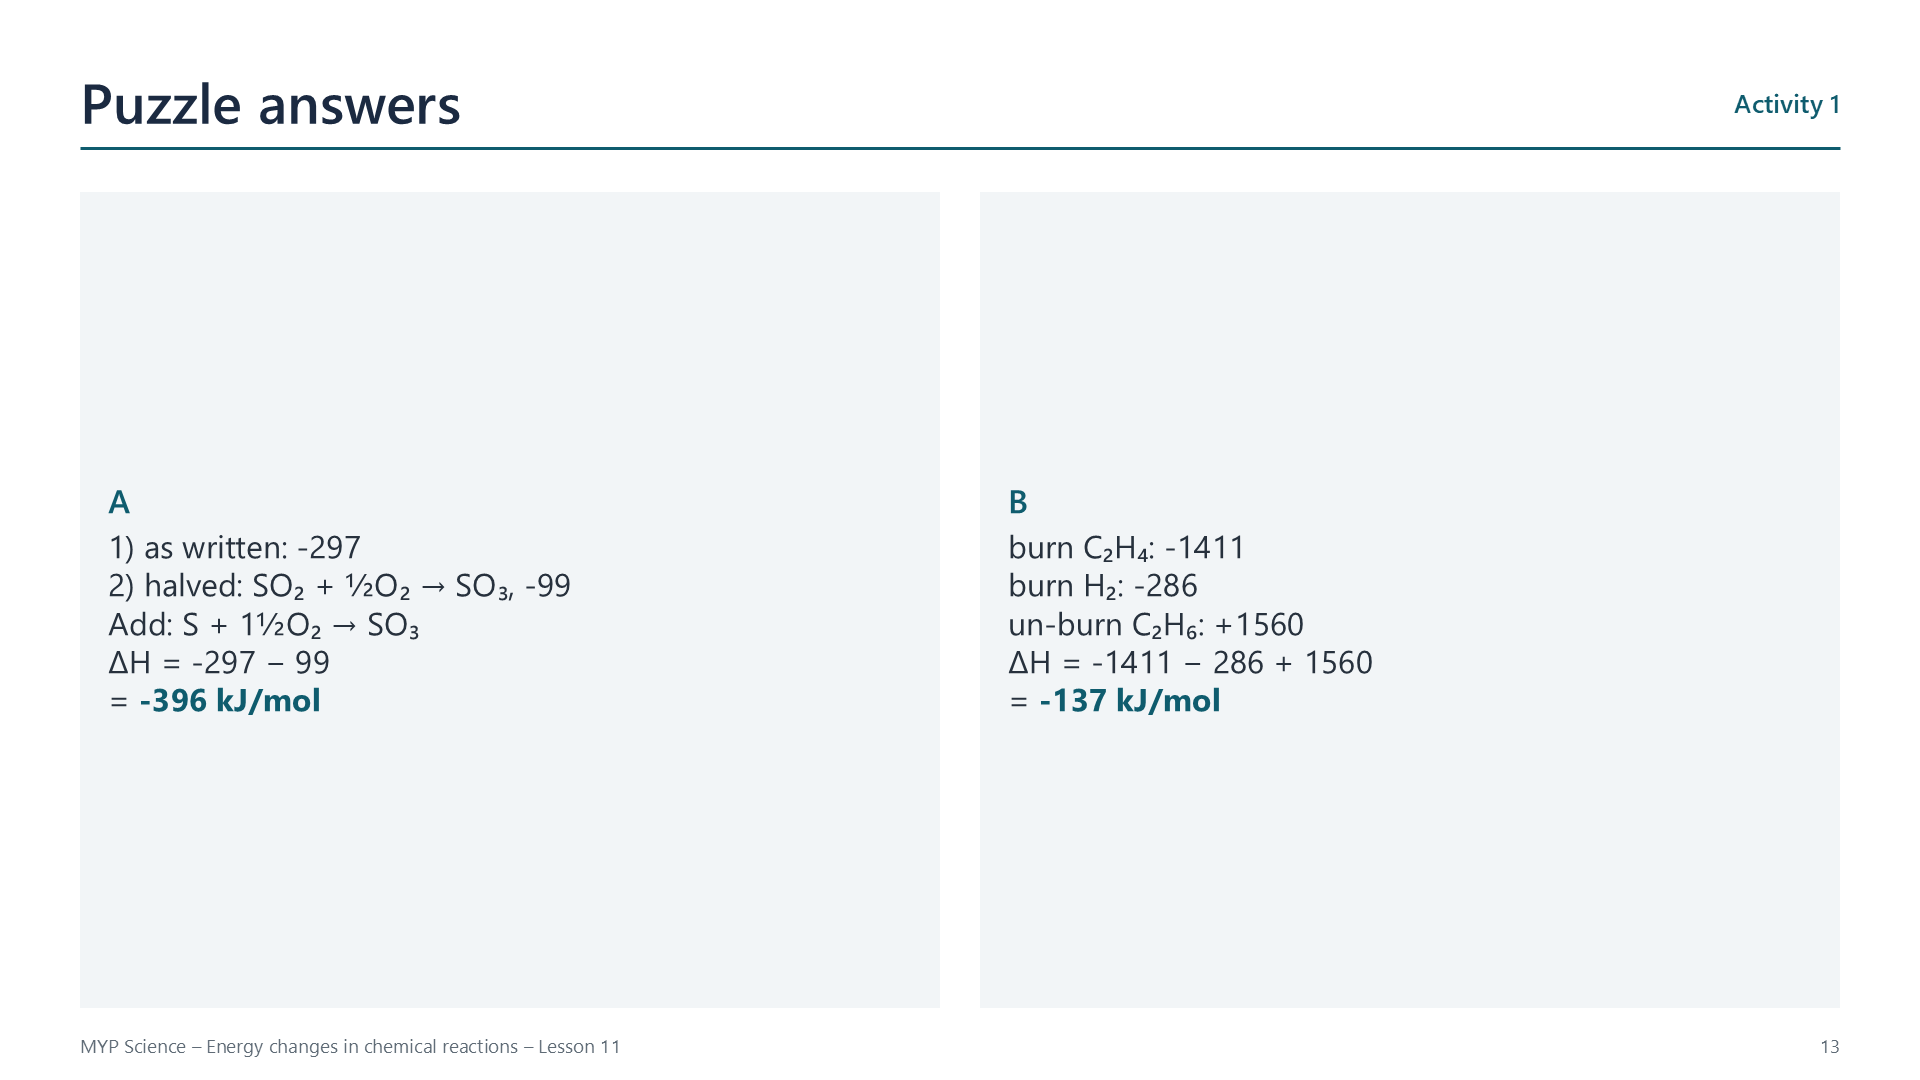 Puzzle answers
Activity 1
A
1) as written: -297
2) halved: SO₂ + ½O₂ → SO₃, -99
Add: S + 1½O₂ → SO₃
ΔH = -297 − 99
= -396 kJ/mol
B
burn C₂H₄: -1411
burn H₂: -286
un-burn C₂H₆: +1560
ΔH = -1411 − 286 + 1560
= -137 kJ/mol
MYP Science – Energy changes in chemical reactions – Lesson 11
13